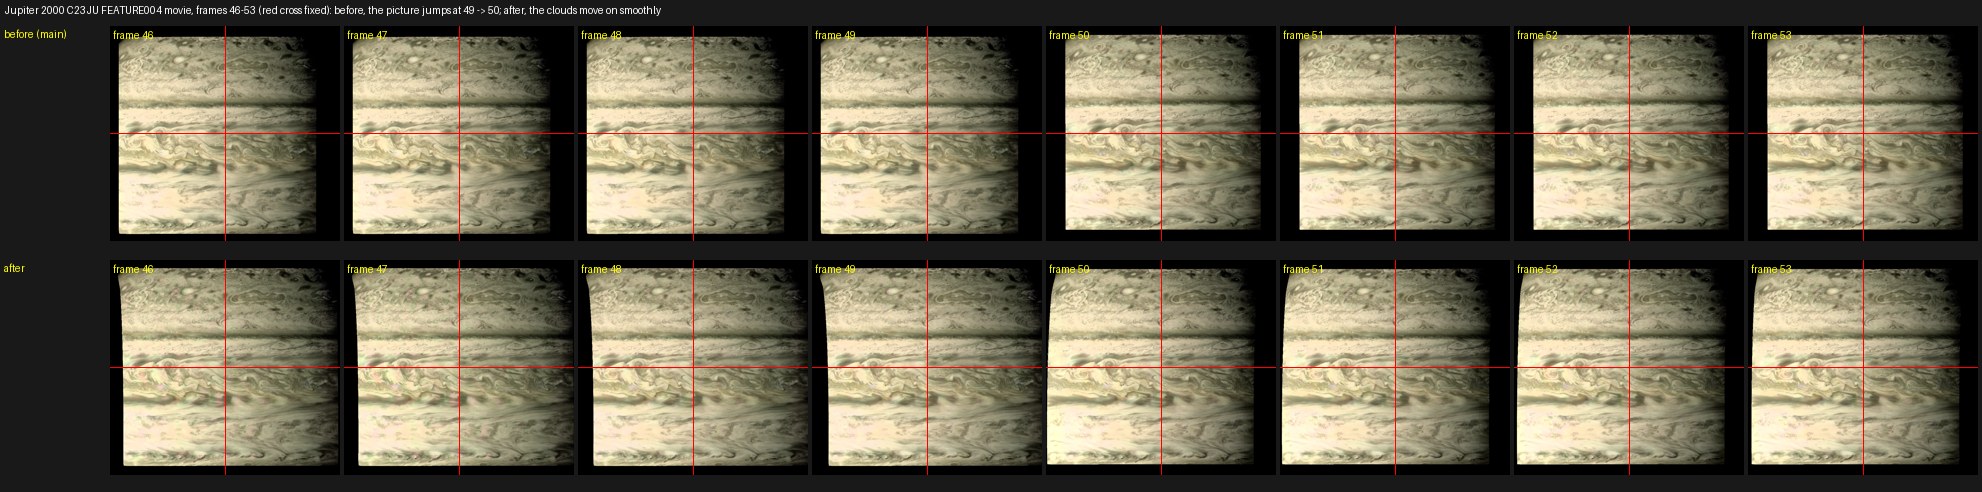 Jupiter 2000 C23JU FEATURE004 movie, frames 46-53 (red cross fixed): before, the picture jumps at 49 -> 50; after, the clouds move on smoothly
before (main)
frame 46
frame 47
frame 48
frame 49
frame 50
frame 51
frame 52
frame 53
after
frame 46
frame 47
frame 48
frame 49
frame 50
frame 51
frame 52
frame 53